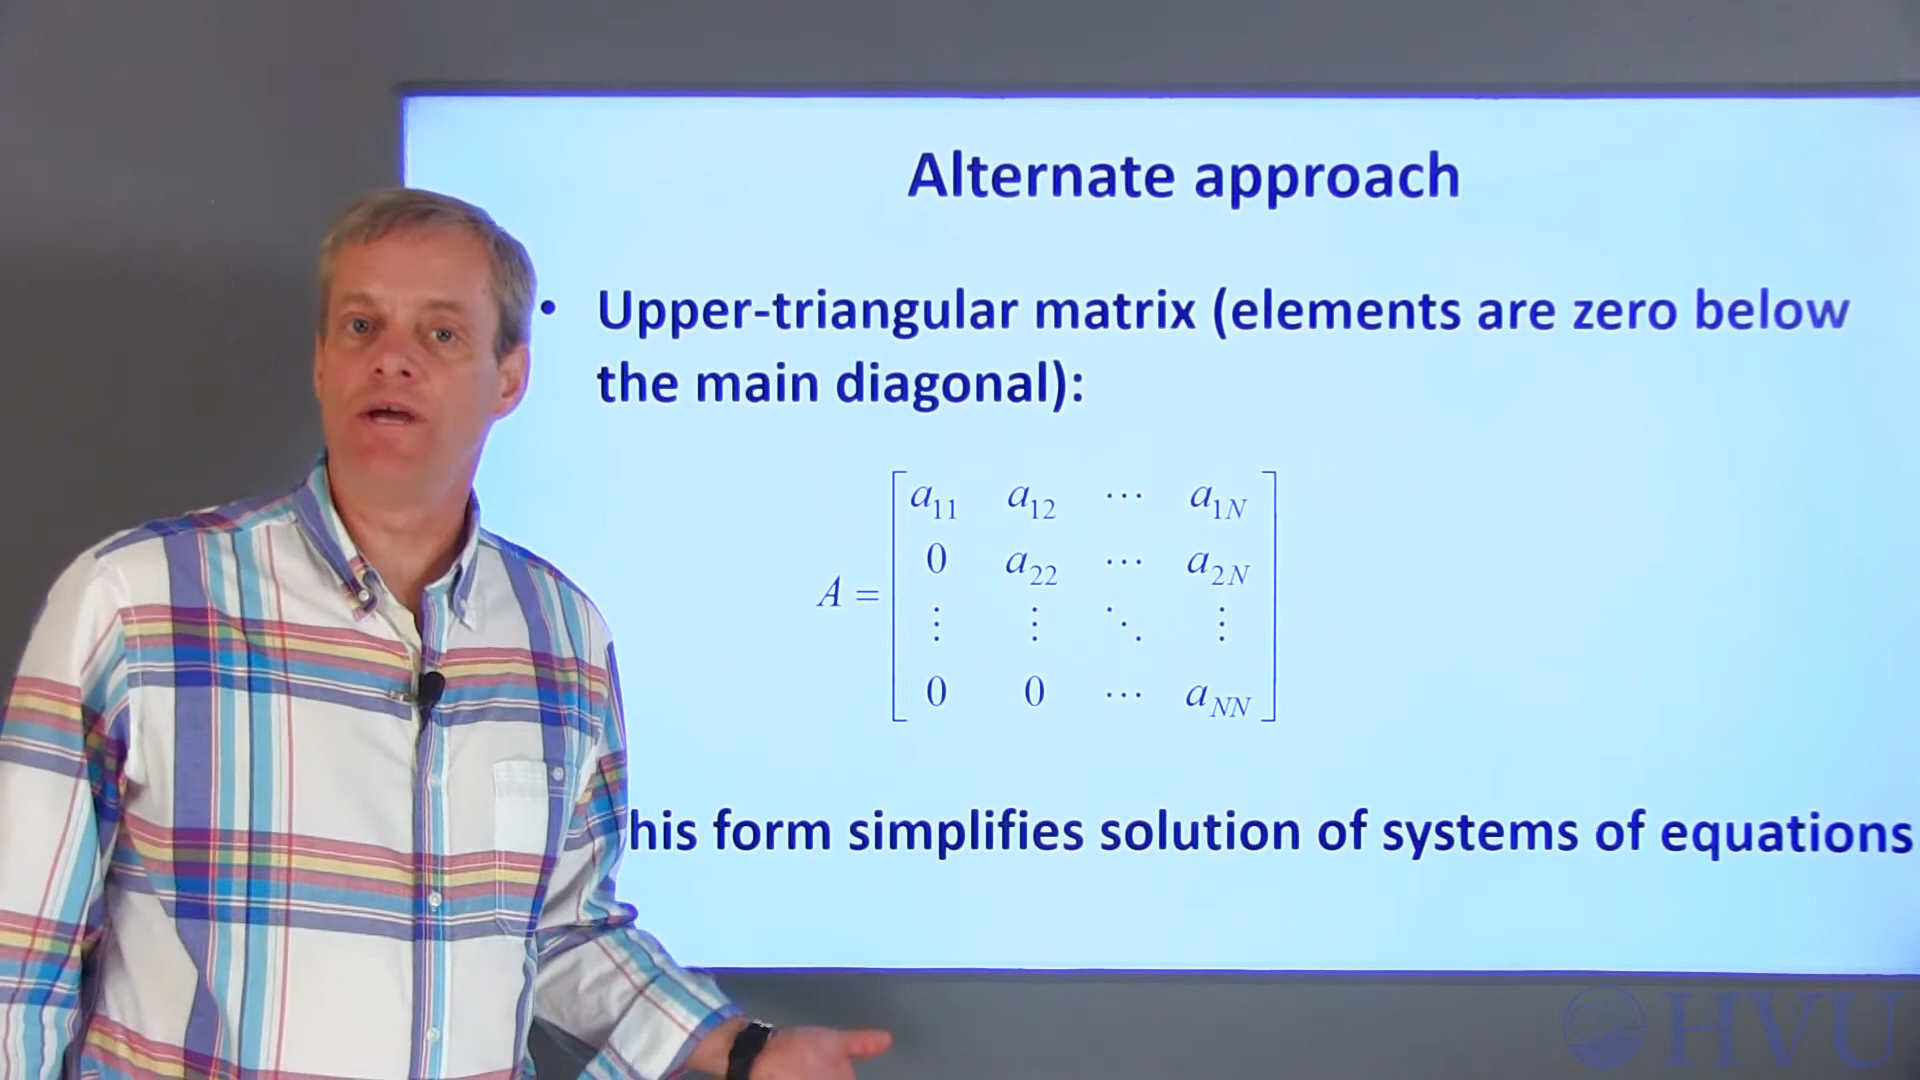 Alternate approach
• Upper-triangular matrix (elements are zero below
the main diagonal):
A = [ a₁₁ a₁₂ ⋯ a₁N
0 a₂₂ ⋯ a₂N
⋮ ⋮ ⋱ ⋮
0 0 ⋯ aNN ]
his form simplifies solution of systems of equations
HVU